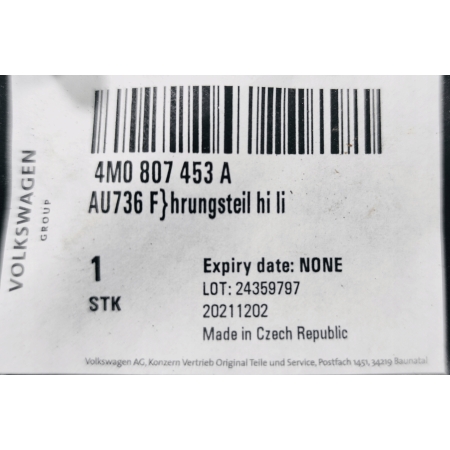 4M0 807 453 A
AU736 F}hrungsteil hi li`
VOLKSWAGEN
GROUP
1
STK
Expiry date: NONE
LOT: 24359797
20211202
Made in Czech Republic
Volkswagen AG, Konzern Vertrieb Original Teile und Service, Postfach 1451, 34219 Baunatal